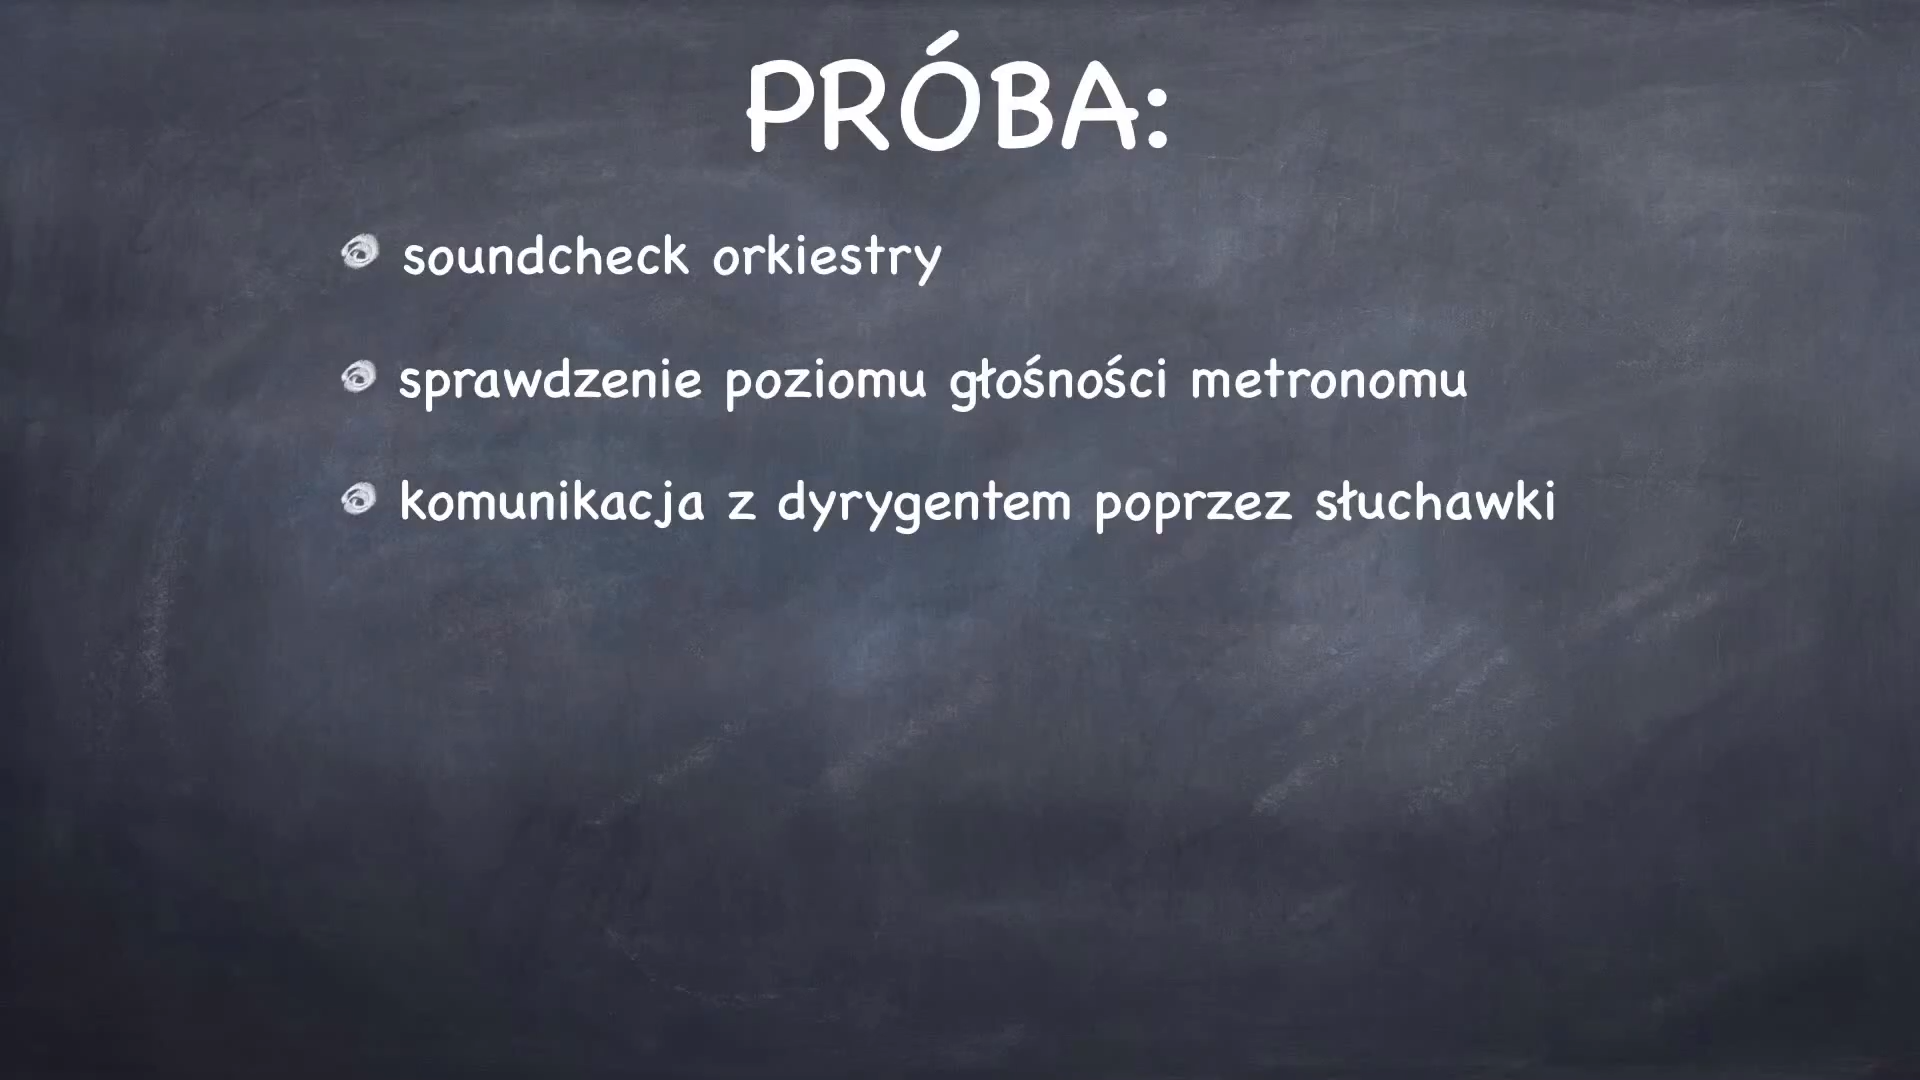 PRÓBA:
soundcheck orkiestry
sprawdzenie poziomu głośności metronomu
komunikacja z dyrygentem poprzez słuchawki